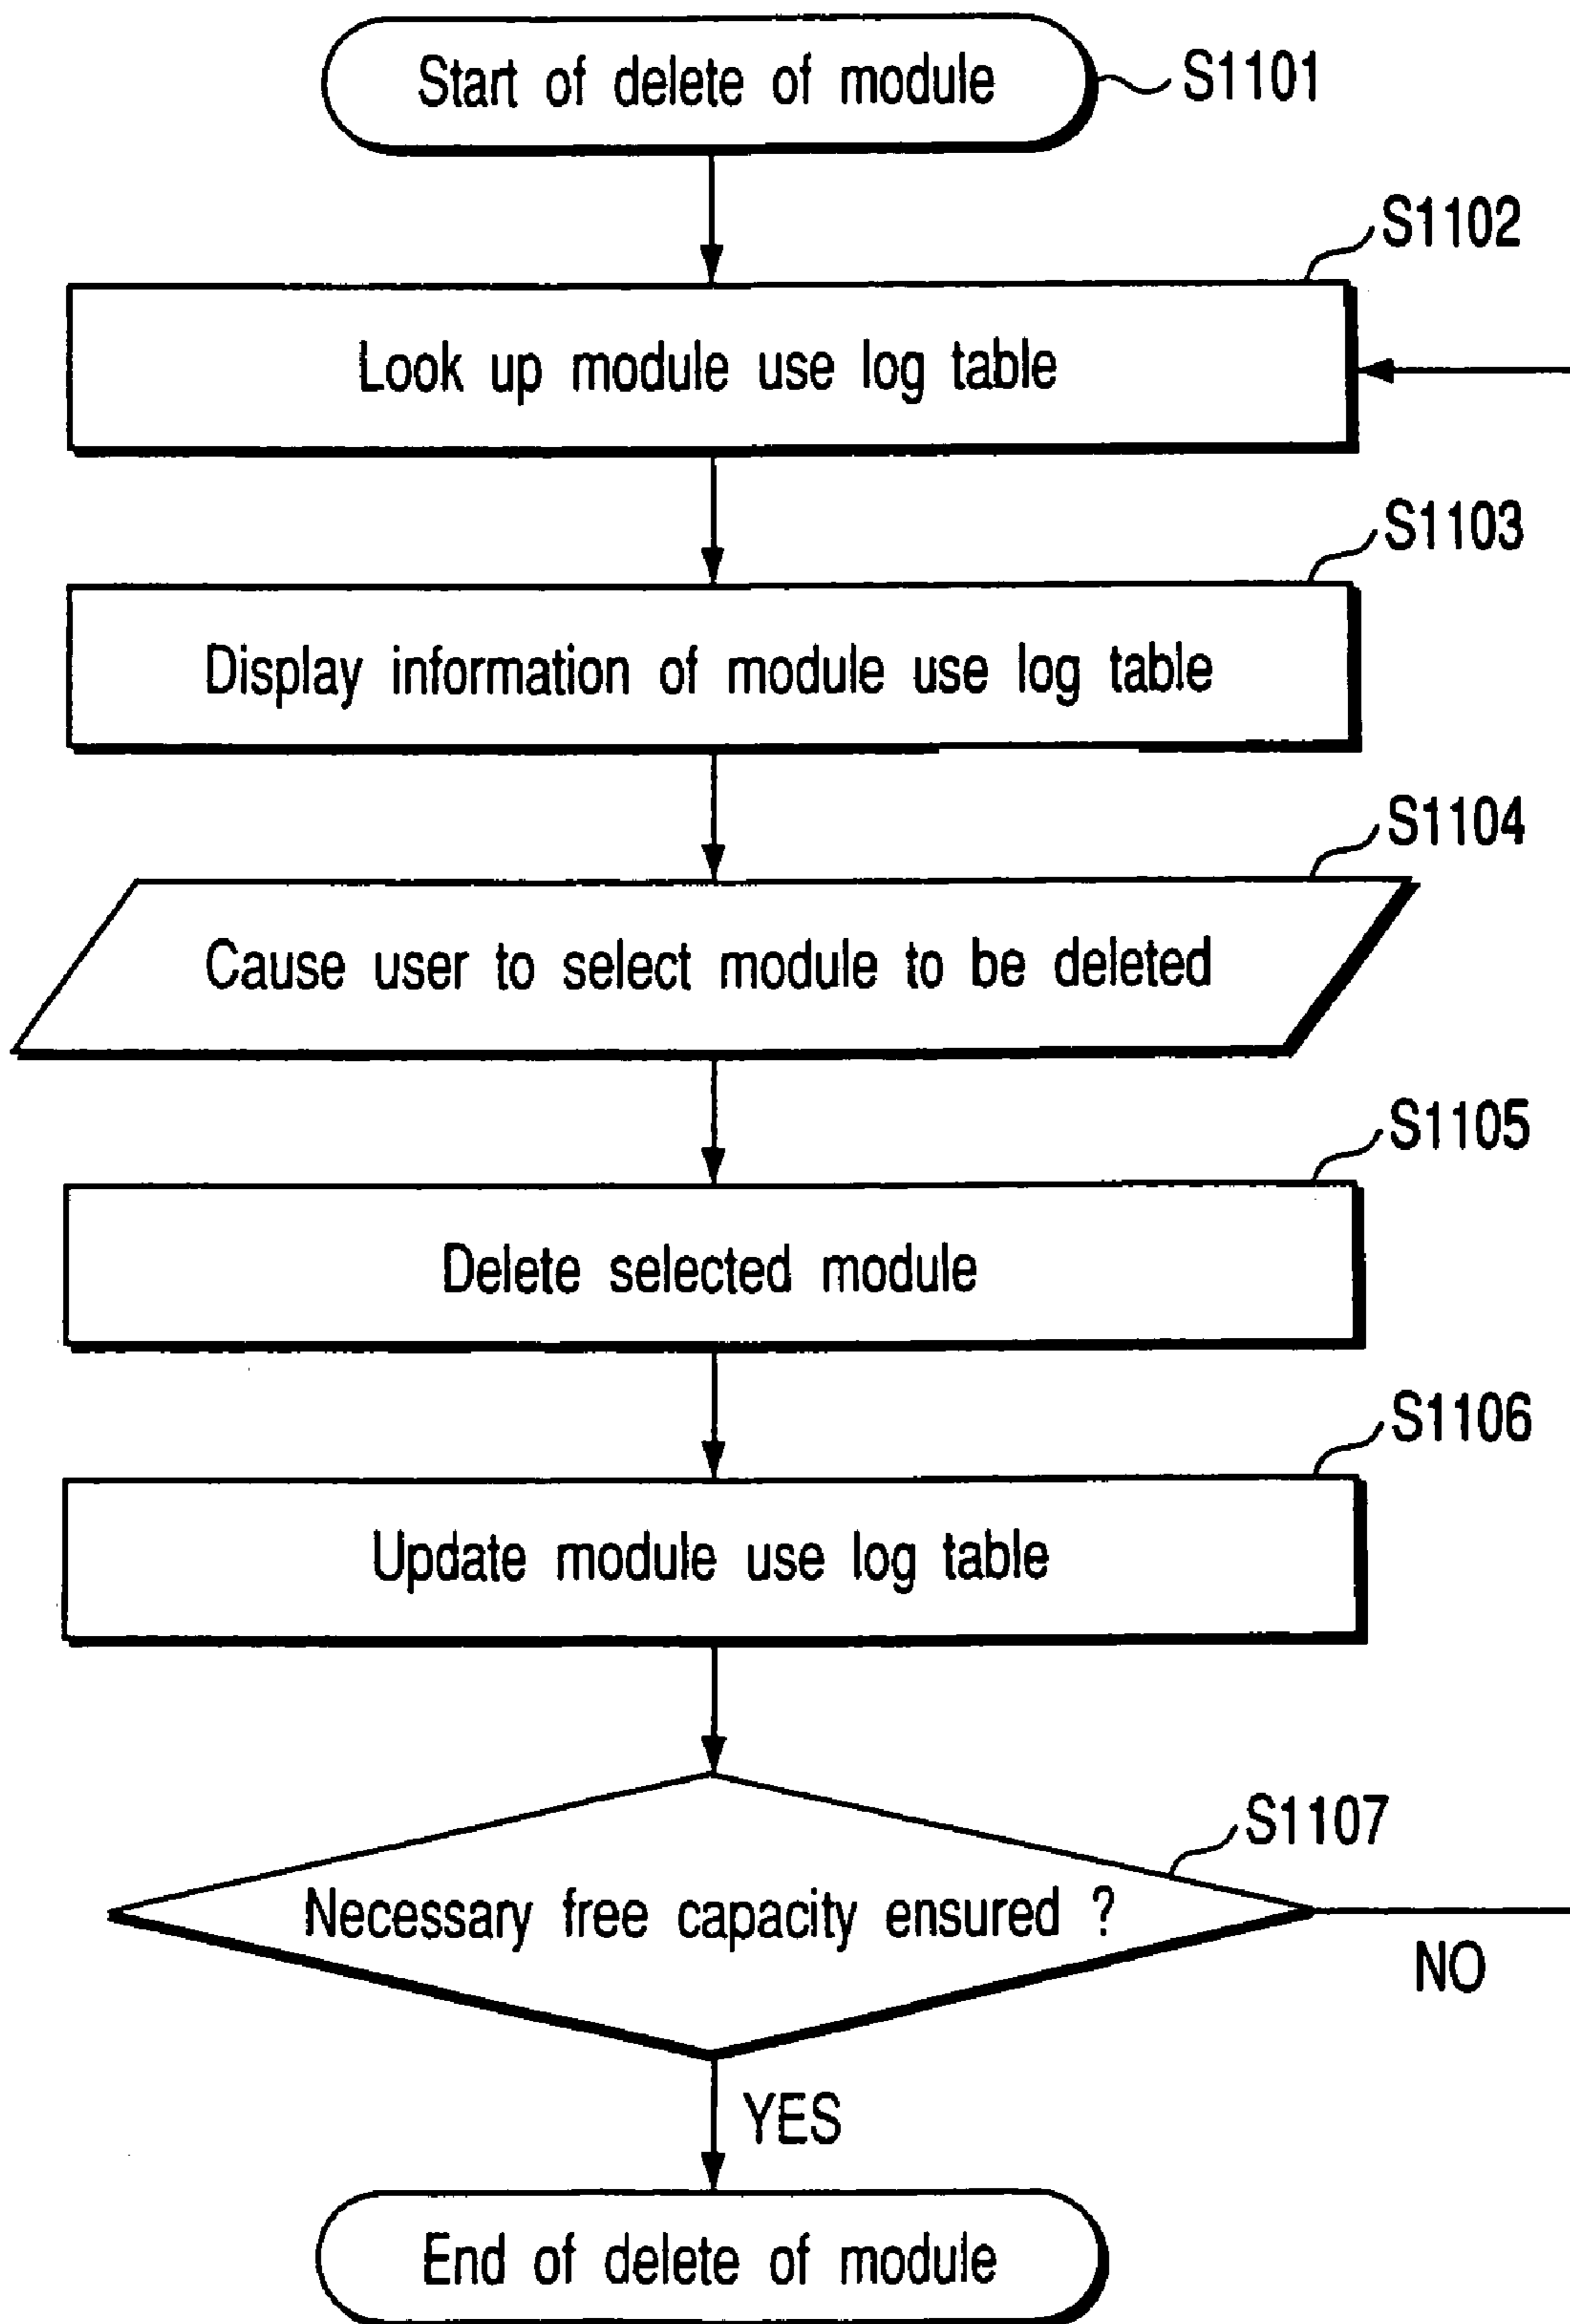 Start of delete of module
S1101
S1102
Look up module use log table
S1103
Display information of module use log table
S1104
Cause user to select module to be deleted
S1105
Delete selected module
S1106
Update module use log table
S1107
Necessary free capacity ensured ?
NO
YES
End of delete of module